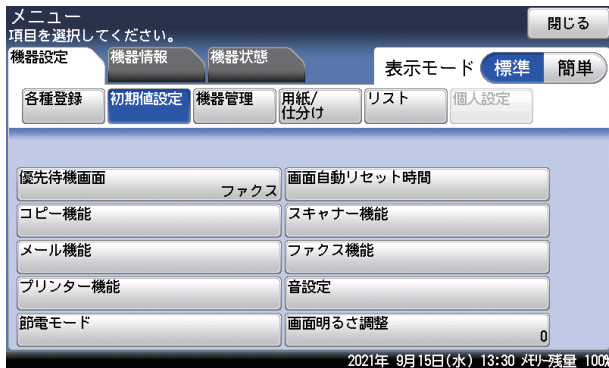 メニュー
閉じる
項目を選択してください。
機器設定
機器情報
機器状態
表示モード
標準
簡単
各種登録
初期値設定
機器管理
用紙/
仕分け
リスト
個人設定
優先待機画面
ファクス
画面自動リセット時間
コピー機能
スキャナー機能
メール機能
ファクス機能
プリンター機能
音設定
節電モード
画面明るさ調整
0
2021年 9月15日(水) 13:30 メモリー残量 100%